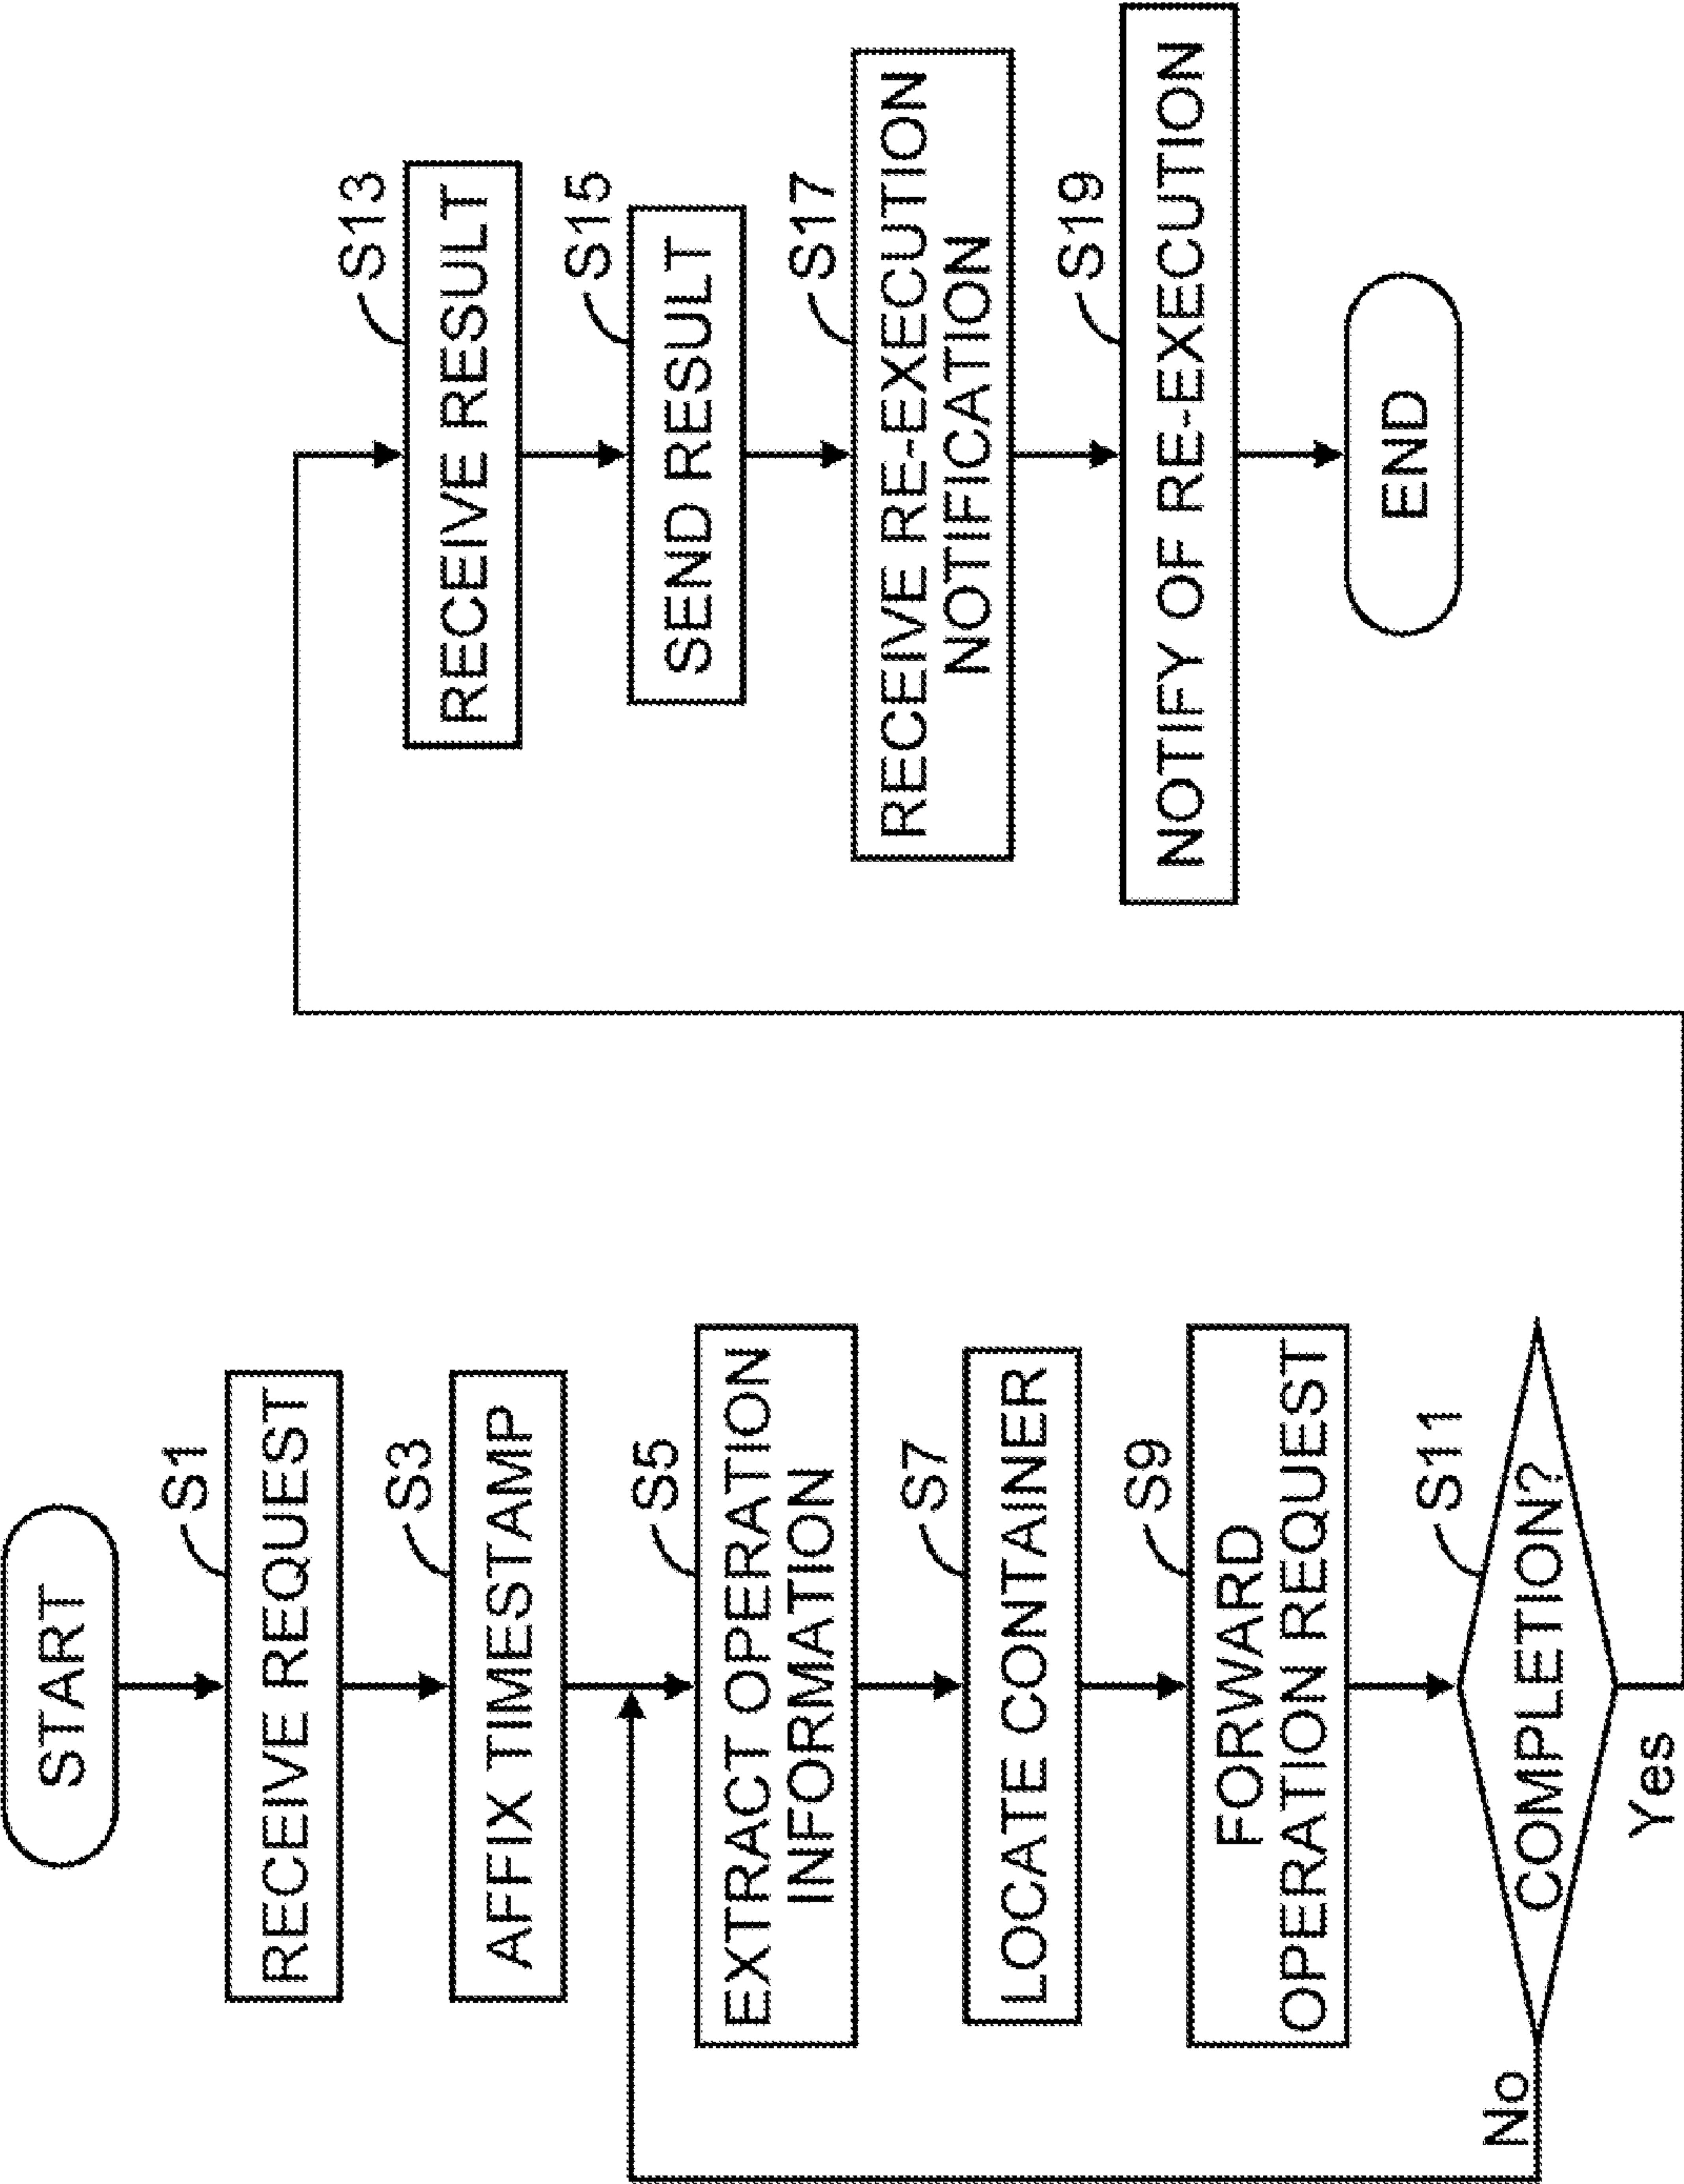 START
S1
RECEIVE REQUEST
S3
AFFIX TIMESTAMP
S5
EXTRACT OPERATION
INFORMATION
S7
LOCATE CONTAINER
S9
FORWARD
OPERATION REQUEST
S11
COMPLETION?
No
Yes
S13
RECEIVE RESULT
S15
SEND RESULT
S17
RECEIVE RE-EXECUTION
NOTIFICATION
S19
NOTIFY OF RE-EXECUTION
END